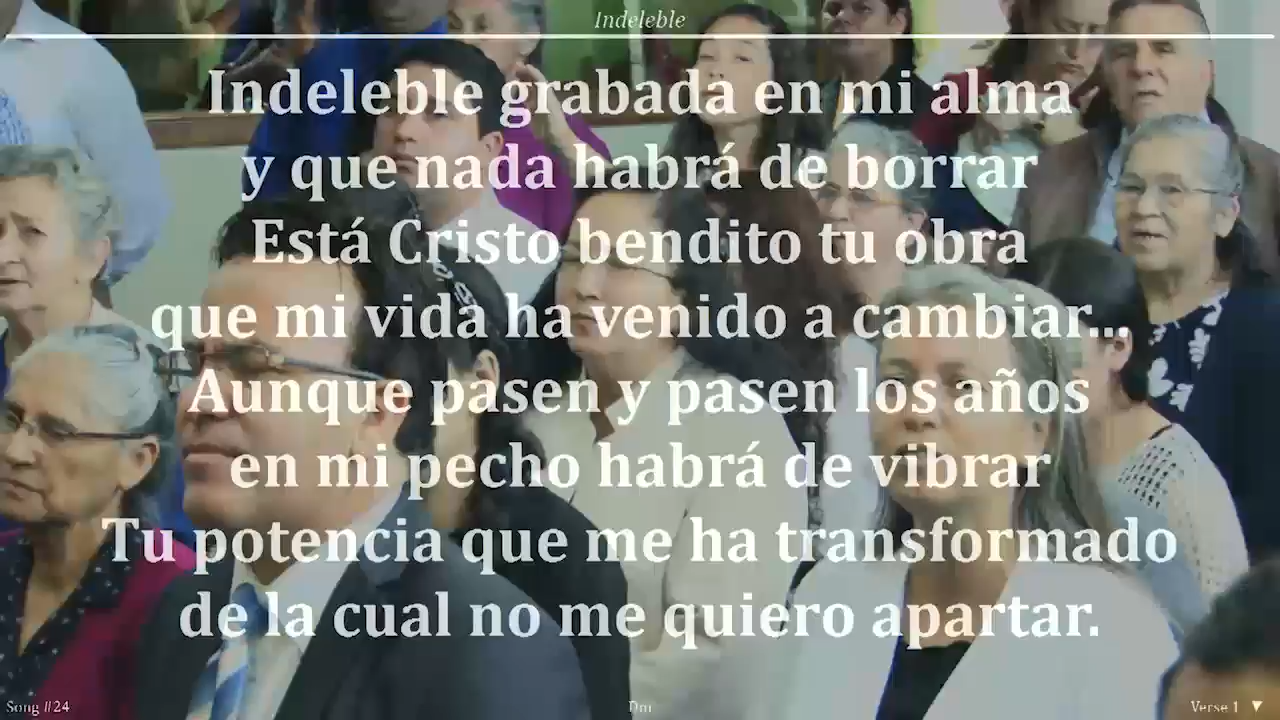 Indeleble
Indeleble grabada en mi alma
y que nada habrá de borrar
Está Cristo bendito tu obra
que mi vida ha venido a cambiar...
Aunque pasen y pasen los años
en mi pecho habrá de vibrar
Tu potencia que me ha transformado
de la cual no me quiero apartar.
Song #24
Dm
Verse 1 ▼